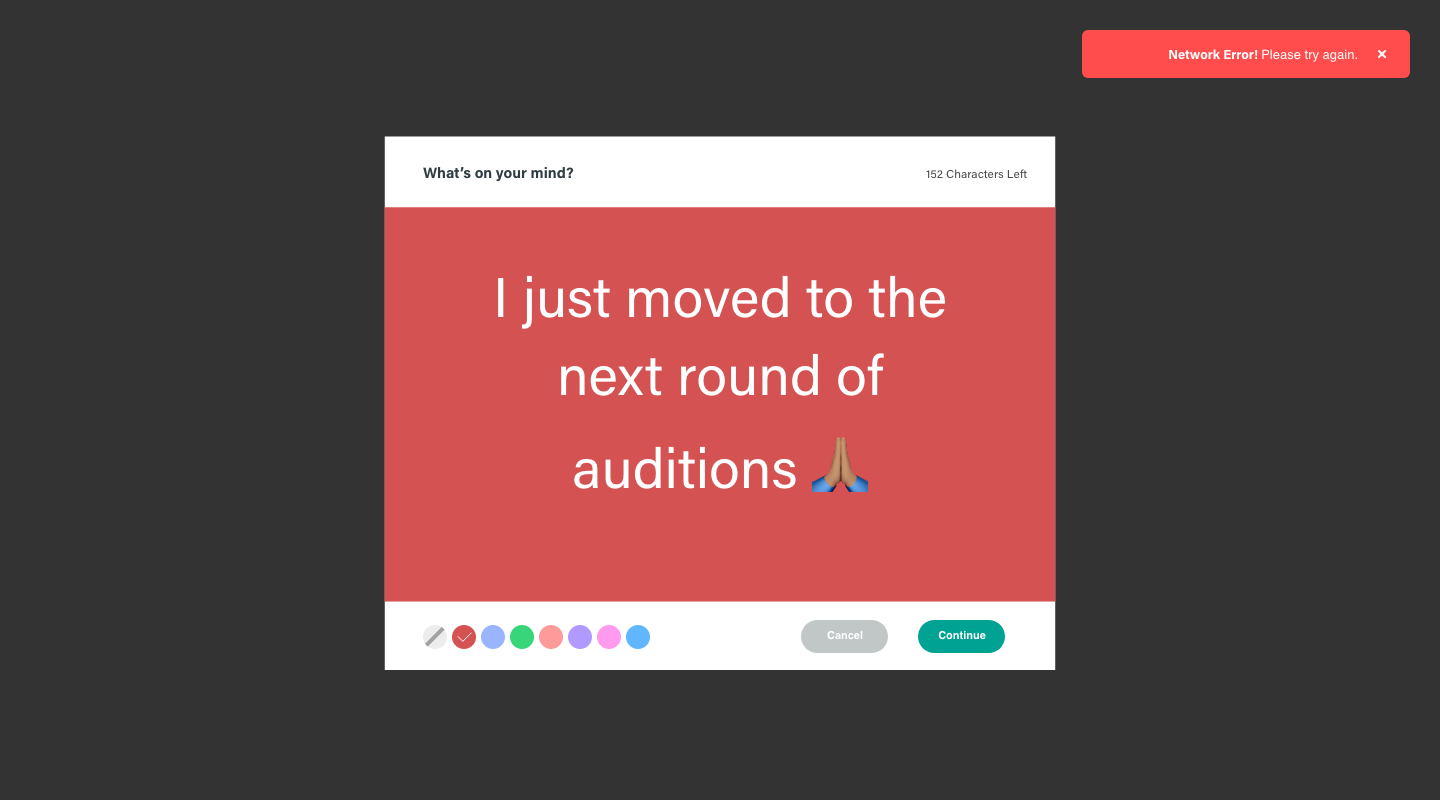 Network Error! Please try again. ×
What's on your mind?
152 Characters Left
I just moved to the
next round of
auditions 🙏🏽
Cancel
Continue